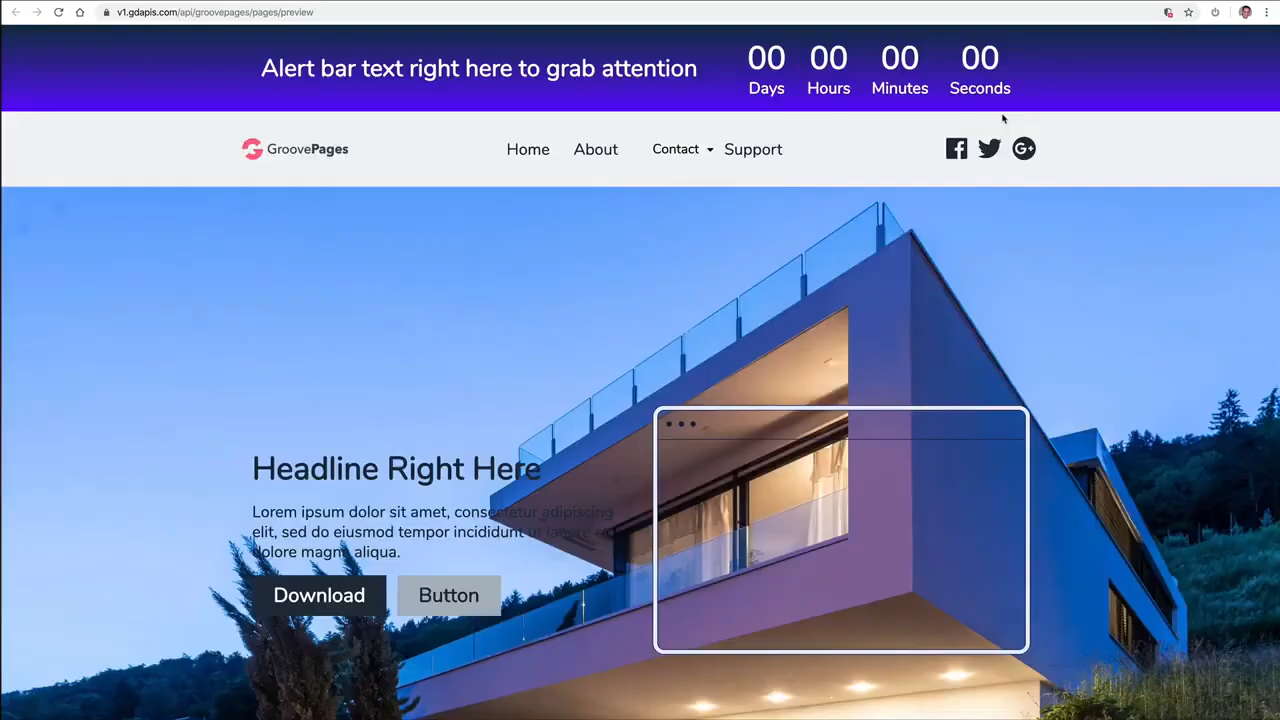 v1.gdapis.com/api/groovepages/pages/preview
Alert bar text right here to grab attention
00 00 00 00
Days Hours Minutes Seconds
GroovePages
Home About Contact Support
Headline Right Here
Lorem ipsum dolor sit amet, consectetur adipiscing
elit, sed do eiusmod tempor incididunt ut labore et
dolore magna aliqua.
Download Button